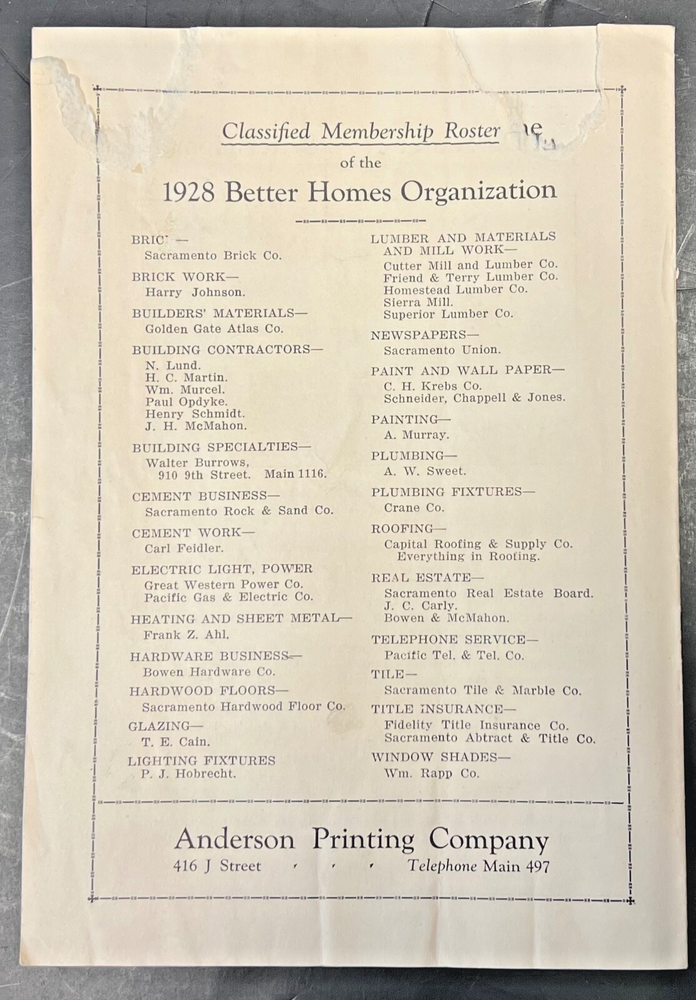 Classified Membership Roster
of the
1928 Better Homes Organization
BRIC —
Sacramento Brick Co.
BRICK WORK—
Harry Johnson.
BUILDERS' MATERIALS—
Golden Gate Atlas Co.
BUILDING CONTRACTORS—
N. Lund.
H. C. Martin.
Wm. Murcel.
Paul Opdyke.
Henry Schmidt.
J. H. McMahon.
BUILDING SPECIALTIES—
Walter Burrows,
910 9th Street. Main 1116.
CEMENT BUSINESS—
Sacramento Rock & Sand Co.
CEMENT WORK—
Carl Feidler.
ELECTRIC LIGHT, POWER
Great Western Power Co.
Pacific Gas & Electric Co.
HEATING AND SHEET METAL—
Frank Z. Ahl.
HARDWARE BUSINESS—
Bowen Hardware Co.
HARDWOOD FLOORS—
Sacramento Hardwood Floor Co.
GLAZING—
T. E. Cain.
LIGHTING FIXTURES
P. J. Hobrecht.
LUMBER AND MATERIALS
AND MILL WORK—
Cutter Mill and Lumber Co.
Friend & Terry Lumber Co.
Homestead Lumber Co.
Sierra Mill.
Superior Lumber Co.
NEWSPAPERS—
Sacramento Union.
PAINT AND WALL PAPER—
C. H. Krebs Co.
Schneider, Chappell & Jones.
PAINTING—
A. Murray.
PLUMBING—
A. W. Sweet.
PLUMBING FIXTURES—
Crane Co.
ROOFING—
Capital Roofing & Supply Co.
Everything in Roofing.
REAL ESTATE—
Sacramento Real Estate Board.
J. C. Carly.
Bowen & McMahon.
TELEPHONE SERVICE—
Pacific Tel. & Tel. Co.
TILE—
Sacramento Tile & Marble Co.
TITLE INSURANCE—
Fidelity Title Insurance Co.
Sacramento Abtract & Title Co.
WINDOW SHADES—
Wm. Rapp Co.
Anderson Printing Company
416 J Street ' ' ' Telephone Main 497